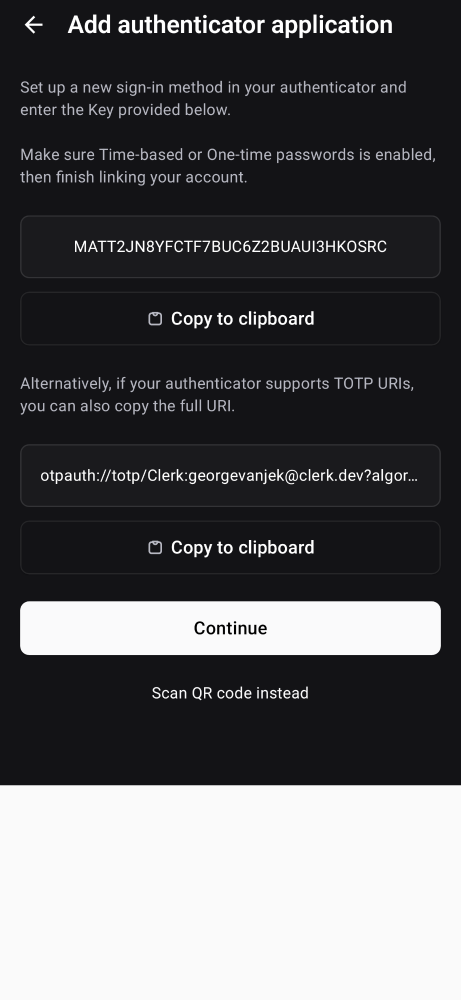 Add authenticator application
Set up a new sign-in method in your authenticator and
enter the Key provided below.
Make sure Time-based or One-time passwords is enabled,
then finish linking your account.
MATT2JN8YFCTF7BUC6Z2BUAUI3HKOSRC
Copy to clipboard
Alternatively, if your authenticator supports TOTP URIs,
you can also copy the full URI.
otpauth://totp/Clerk:georgevanjek@clerk.dev?algor...
Copy to clipboard
Continue
Scan QR code instead